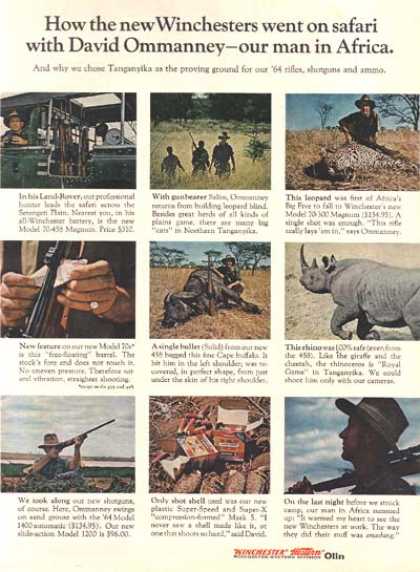 How the new Winchesters went on safari
with David Ommanney—our man in Africa.
And why we chose Tanganyika as the proving ground for our '64 rifles, shotguns and ammo.
In his Land-Rover, our professional
hunter leads the safari across the
Serengeti Plain. Nearest you, in his
all-Winchester battery, is the new
Model 70-458 Magnum. Price $310.
With gunbearer Salim, Ommanney
returns from building leopard blind.
Besides great herds of all kinds of
plains game, there are many big
"cats" in Northern Tanganyika.
This leopard was first of Africa's
Big Five to fall to Winchester's new
Model 70-300 Magnum ($154.95). A
single shot was enough. "This rifle
really lays 'em in," says Ommanney.
New feature on our new Model 70s*
is this "free-floating" barrel. The
stock's fore end does not touch it.
No uneven pressure. Therefore no
and vibration, straighter shooting.
A single bullet (Solid) from our new
458 bagged this fine Cape buffalo. It
hit him in the left shoulder, was re-
covered, in perfect shape, from just
under the skin of his right shoulder.
This rhino was 100% safe (even from
the 458). Like the giraffe and the
cheetah, the rhinoceros is "Royal
Game" in Tanganyika. We could
shoot him only with our cameras.
We took along our new shotguns,
of course. Here, Ommanney swings
on sand grouse with the '64 Model
1400 automatic ($134.95). Our new
slide-action Model 1200 is $96.00.
Only shot shell used was our new
plastic Super-Speed and Super-X
"compression-formed" Mark 5. "I
never saw a shell made like it, or
one that shoots so hard," said David.
On the last night before we struck
camp, our man in Africa summed
up: "It warmed my heart to see the
new Winchesters at work. The way
they did their stuff was smashing."
WINCHESTER Western
WINCHESTER-WESTERN DIVISION Olin